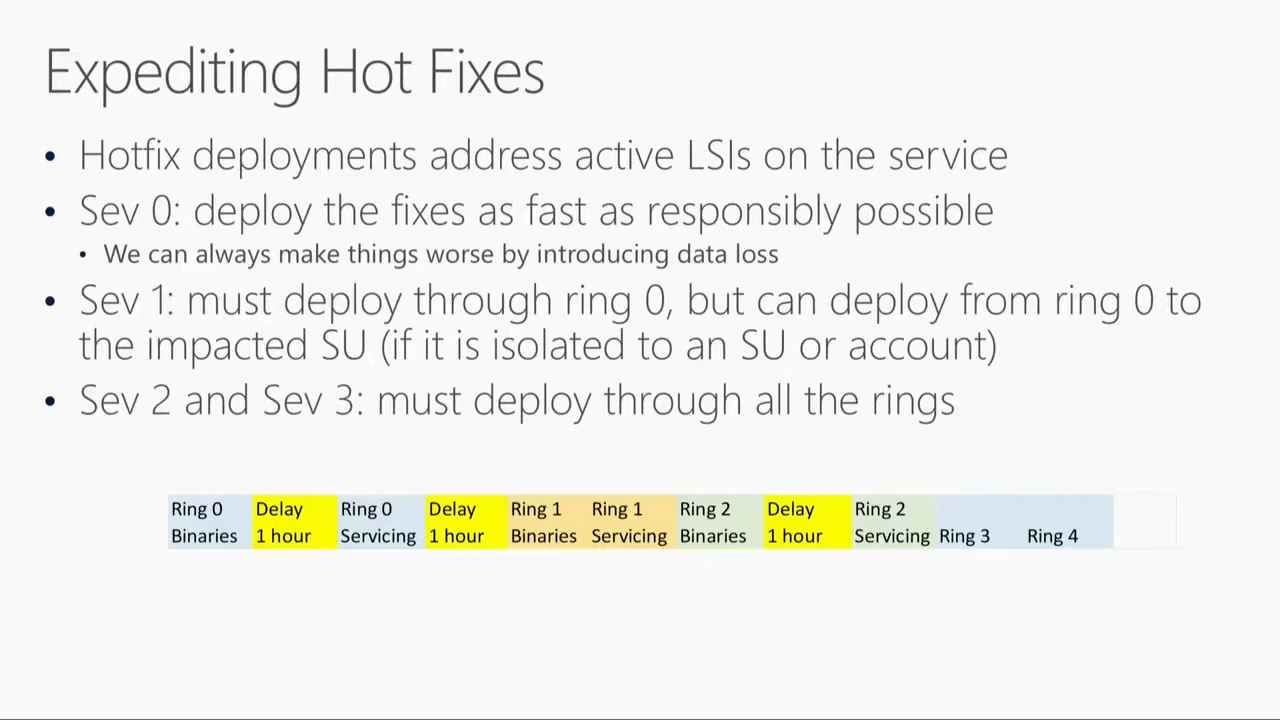 Expediting Hot Fixes
• Hotfix deployments address active LSIs on the service
• Sev 0: deploy the fixes as fast as responsibly possible
• We can always make things worse by introducing data loss
• Sev 1: must deploy through ring 0, but can deploy from ring 0 to
the impacted SU (if it is isolated to an SU or account)
• Sev 2 and Sev 3: must deploy through all the rings
Ring 0 Delay Ring 0 Delay Ring 1 Ring 1 Ring 2 Delay Ring 2
Binaries 1 hour Servicing 1 hour Binaries Servicing Binaries 1 hour Servicing Ring 3 Ring 4